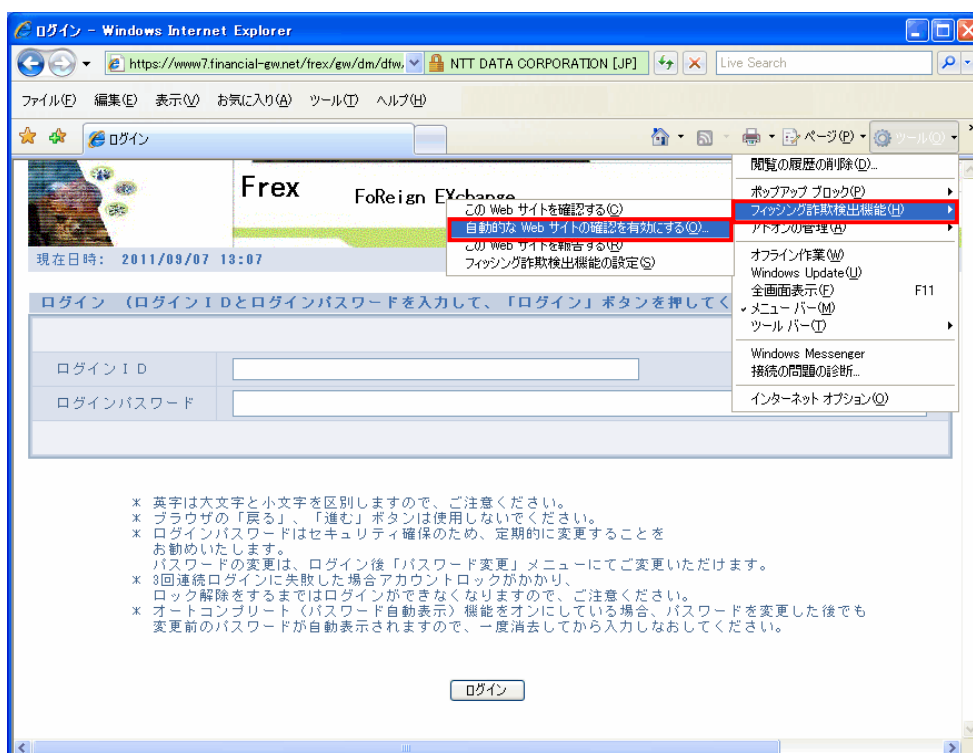 ログイン - Windows Internet Explorer
https://www7.financial-gw.net/frex/gw/dm/dfw,
NTT DATA CORPORATION [JP]
Live Search
ファイル(F) 編集(E) 表示(V) お気に入り(A) ツール(T) ヘルプ(H)
ログイン
ページ(P) ツール(O)
閲覧の履歴の削除(D)...
ポップアップ ブロック(P)
フィッシング詐欺検出機能(H)
アドオンの管理(A)
オフライン作業(W)
Windows Update(U)
全画面表示(F) F11
メニュー バー(M)
ツール バー(T)
Windows Messenger
接続の問題の診断...
インターネット オプション(O)
この Web サイトを確認する(C)
自動的な Web サイトの確認を有効にする(O)...
この Web サイトを報告する(R)
フィッシング詐欺検出機能の設定(S)
Frex FoReign EXchange
現在日時: 2011/09/07 13:07
ログイン (ログインIDとログインパスワードを入力して、「ログイン」ボタンを押してく
ログインID
ログインパスワード
* 英字は大文字と小文字を区別しますので、ご注意ください。
* ブラウザの「戻る」、「進む」ボタンは使用しないでください。
* ログインパスワードはセキュリティ確保のため、定期的に変更することを
お勧めいたします。
パスワードの変更は、ログイン後「パスワード変更」メニューにてご変更いただけます。
* 3回連続ログインに失敗した場合アカウントロックがかかり、
ロック解除をするまではログインができなくなりますので、ご注意ください。
* オートコンプリート(パスワード自動表示)機能をオンにしている場合、パスワードを変更した後でも
変更前のパスワードが自動表示されますので、一度消去してから入力しなおしてください。
ログイン